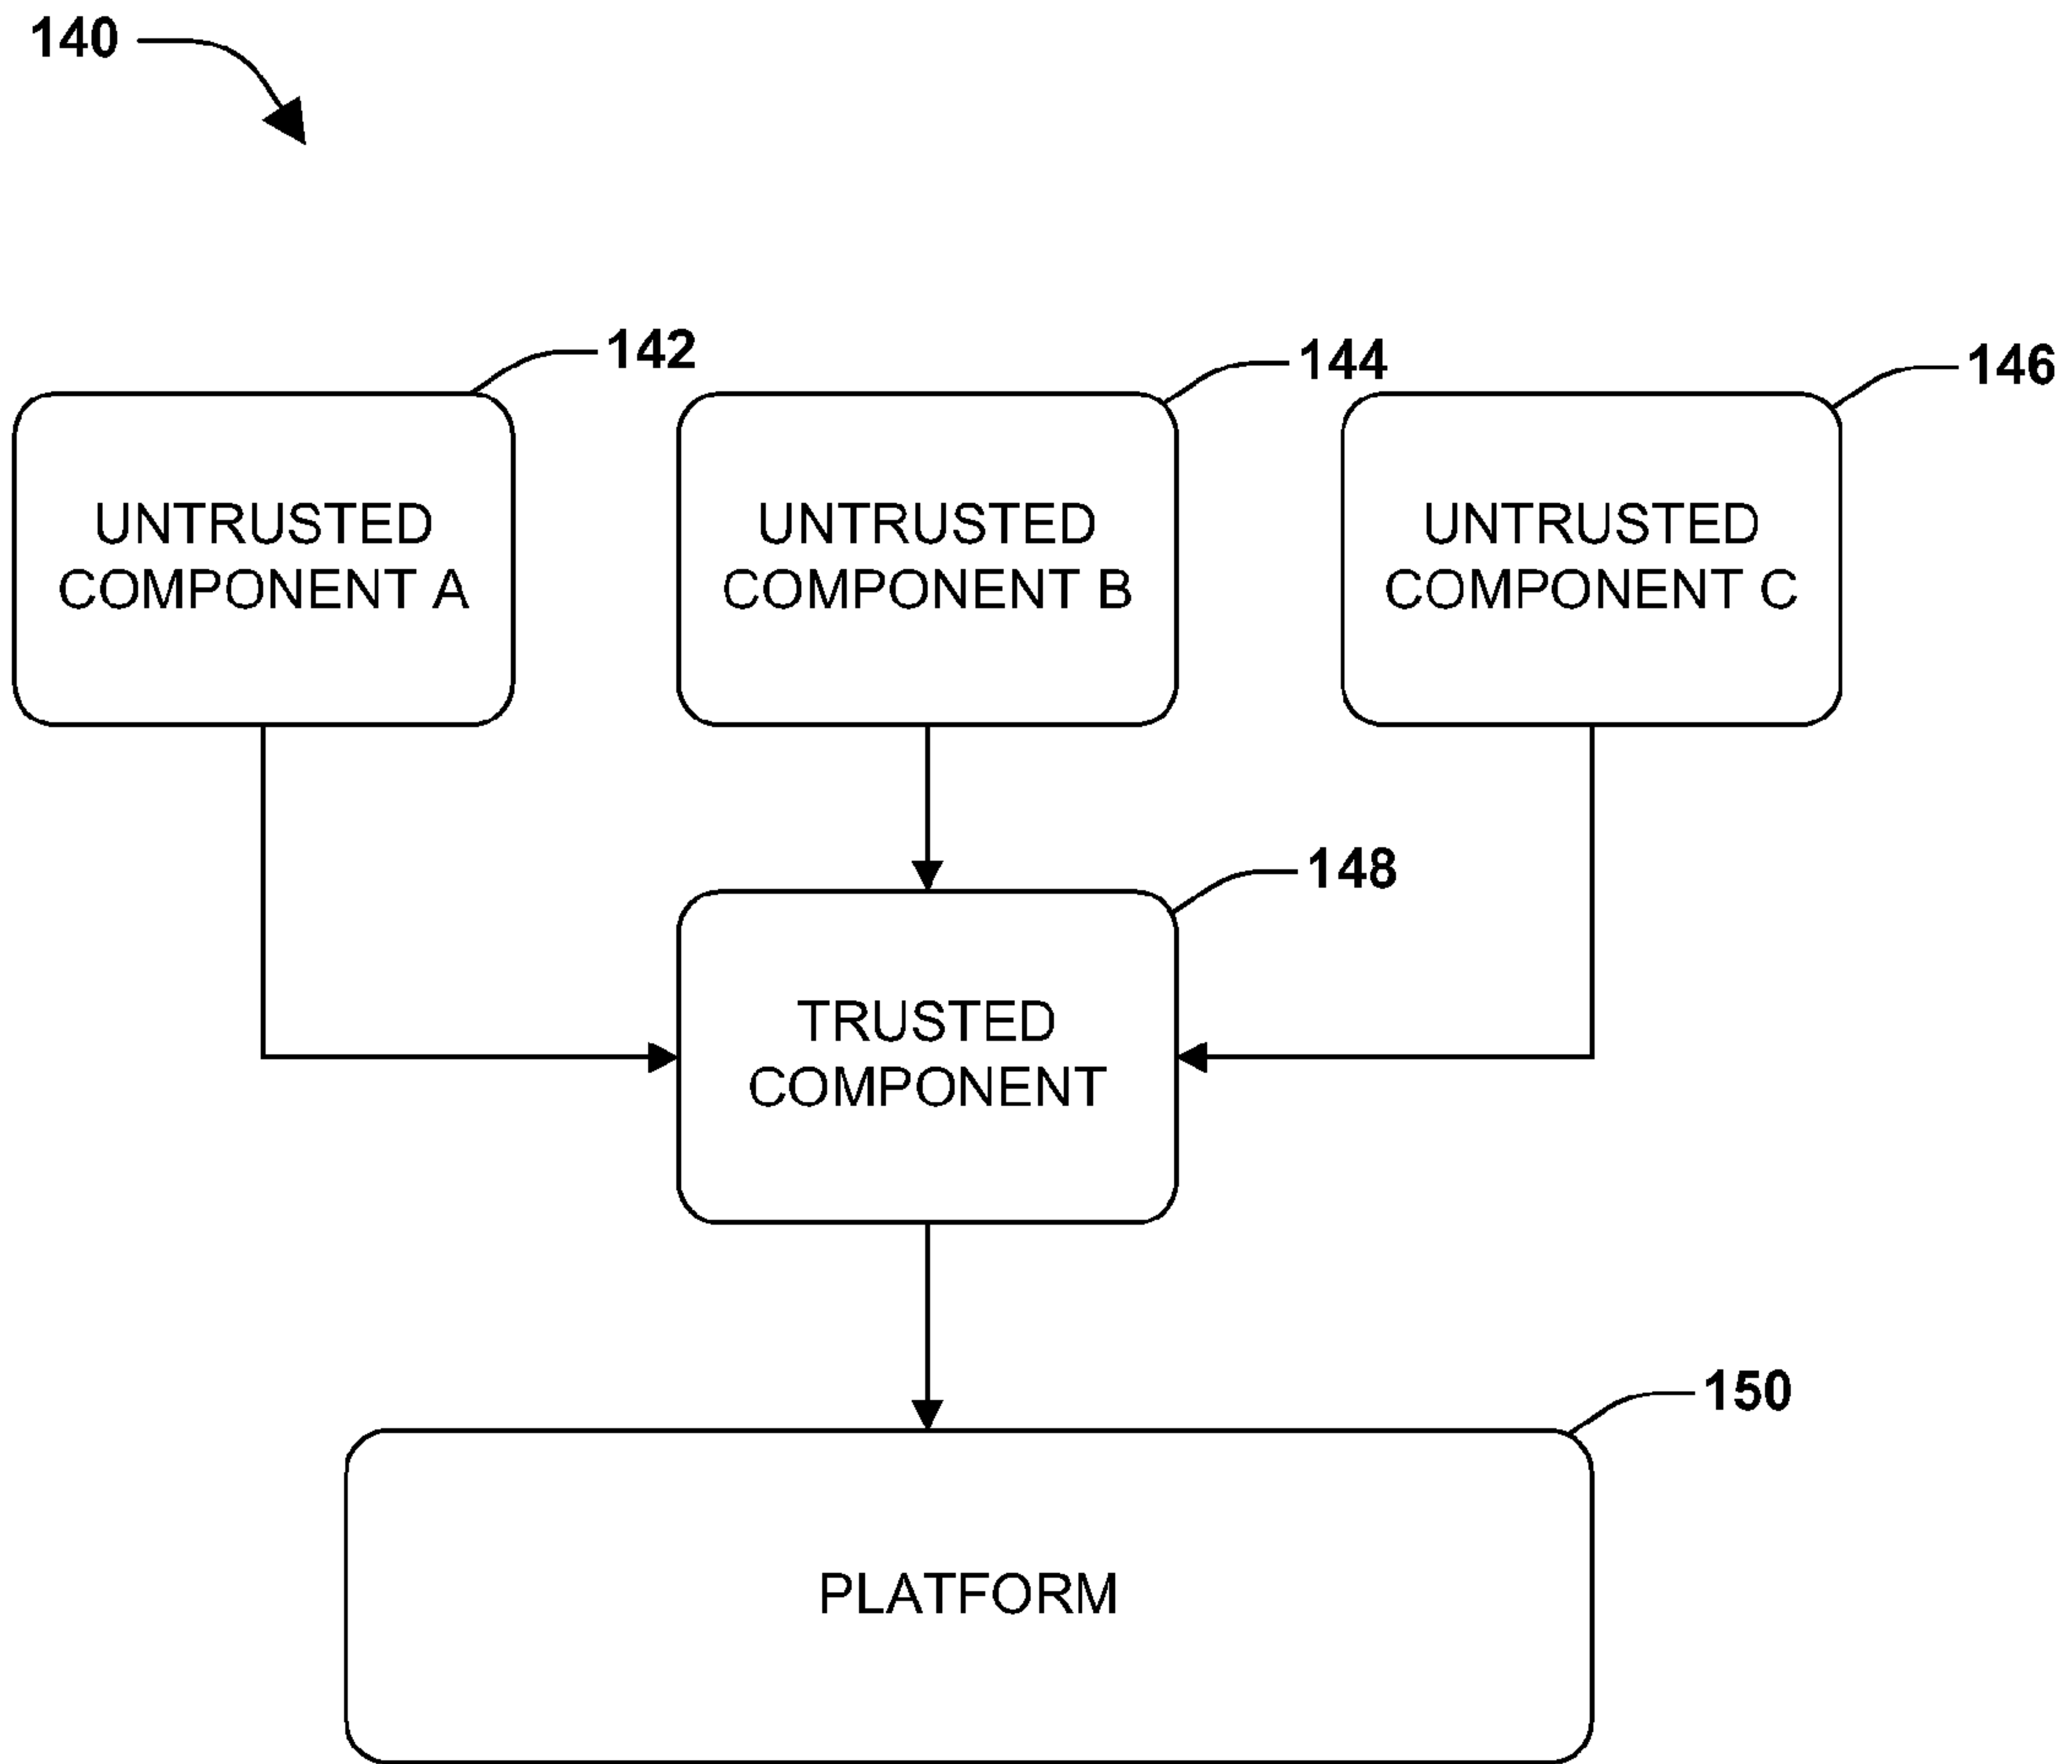 140
142
144
146
UNTRUSTED
COMPONENT A
UNTRUSTED
COMPONENT B
UNTRUSTED
COMPONENT C
148
TRUSTED
COMPONENT
150
PLATFORM